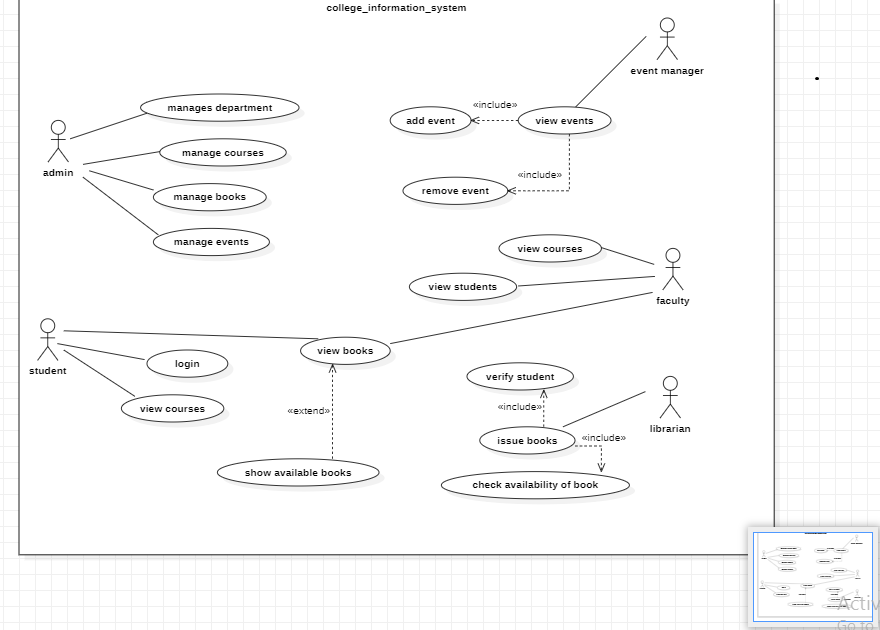 college_information_system
event manager
manages department
«include»
add event
view events
manage courses
admin
«include»
manage books
remove event
manage events
view courses
view students
faculty
view books
login
student
verify student
view courses
«extend»
«include»
librarian
issue books
«include»
show available books
check availability of book
Go to